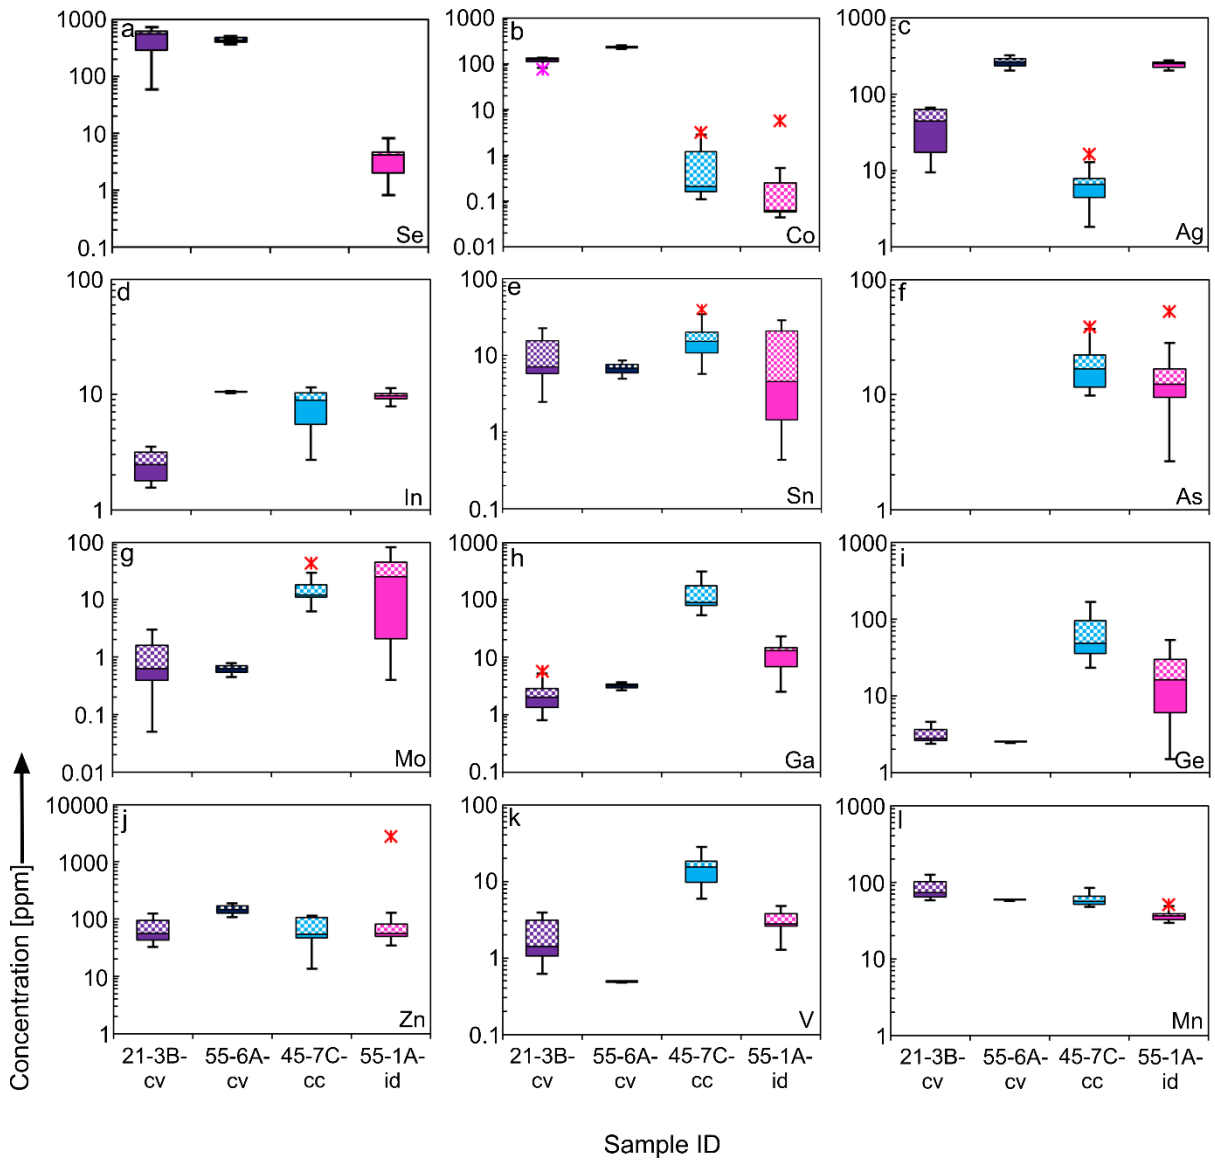 a
1000
100
10
1
0.1
Se
b
1000
100
10
1
0.1
0.01
Co
c
1000
100
10
1
Ag
d
100
10
1
In
e
100
10
1
0.1
Sn
f
100
10
1
As
g
100
10
1
0.1
0.01
Mo
h
1000
100
10
1
0.1
Ga
i
1000
100
10
1
Ge
j
10000
1000
100
10
1
Zn
k
100
10
1
0.1
V
l
1000
100
10
1
Mn
21-3B-
cv
55-6A-
cv
45-7C-
cc
55-1A-
id
21-3B-
cv
55-6A-
cv
45-7C-
cc
55-1A-
id
21-3B-
cv
55-6A-
cv
45-7C-
cc
55-1A-
id
Concentration [ppm]
Sample ID